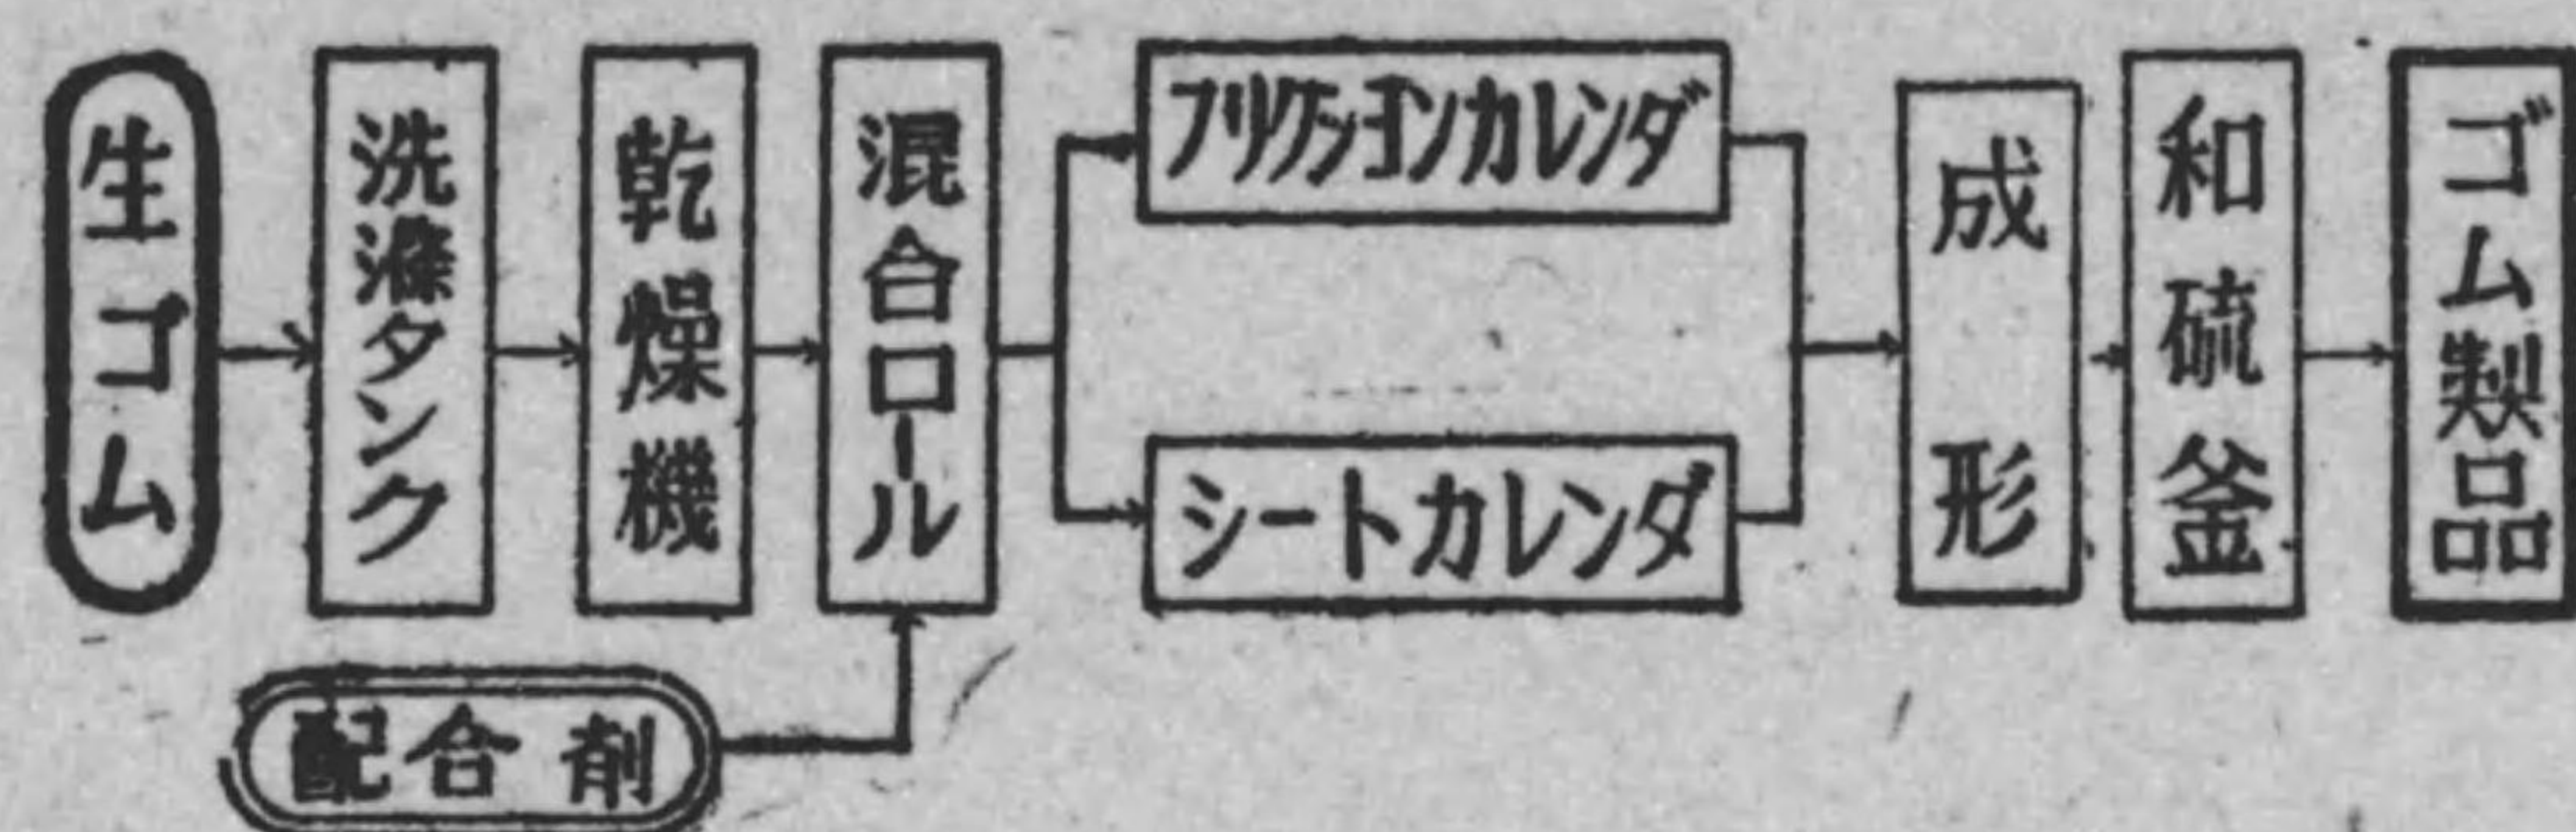 生ゴム
洗滌タンク
乾燥機
混合ロール
フリクションカレンダ
シートカレンダ
成形
和硫釜
ゴム製品
配合剤